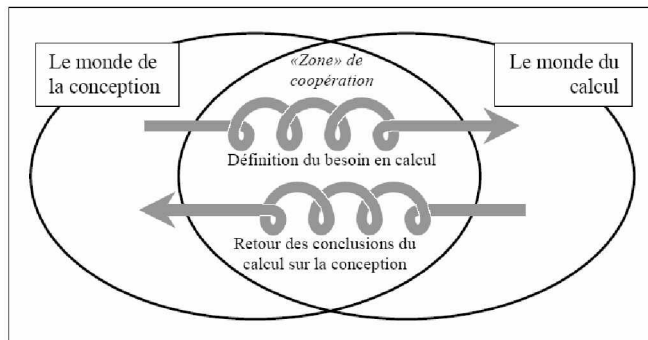 Le monde de
la conception
«Zone» de
coopération
Le monde du
calcul
Définition du besoin en calcul
Retour des conclusions du
calcul sur la conception